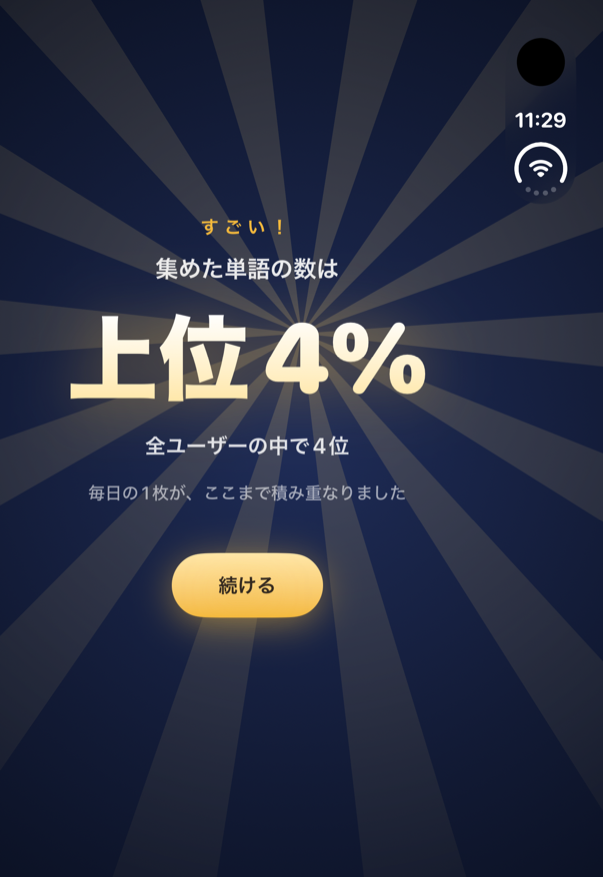 11:29
すごい！
集めた単語の数は
上位4%
全ユーザーの中で4位
毎日の1枚が、ここまで積み重なりました
続ける